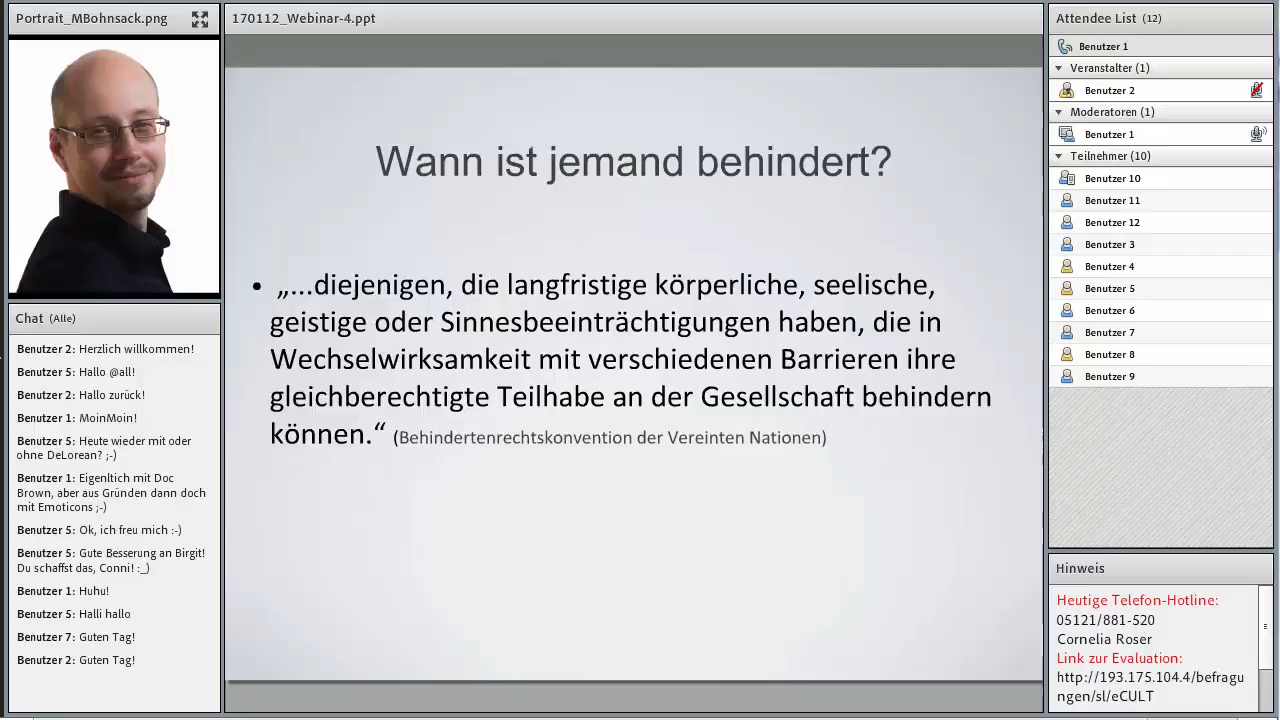 Portrait_MBohnsack.png
Chat (Alle)
Benutzer 2: Herzlich willkommen!
Benutzer 5: Hallo @all!
Benutzer 2: Hallo zurück!
Benutzer 1: MoinMoin!
Benutzer 5: Heute wieder mit oder
ohne DeLorean? ;-)
Benutzer 1: Eigenltich mit Doc
Brown, aber aus Gründen dann doch
mit Emoticons ;-)
Benutzer 5: Ok, ich freu mich :-)
Benutzer 5: Gute Besserung an Birgit!
Du schaffst das, Conni! :_)
Benutzer 1: Huhu!
Benutzer 5: Halli hallo
Benutzer 7: Guten Tag!
Benutzer 2: Guten Tag!
170112_Webinar-4.ppt
Wann ist jemand behindert?
• „...diejenigen, die langfristige körperliche, seelische,
geistige oder Sinnesbeeinträchtigungen haben, die in
Wechselwirksamkeit mit verschiedenen Barrieren ihre
gleichberechtigte Teilhabe an der Gesellschaft behindern
können.“ (Behindertenrechtskonvention der Vereinten Nationen)
Attendee List (12)
Benutzer 1
Veranstalter (1)
Benutzer 2
Moderatoren (1)
Benutzer 1
Teilnehmer (10)
Benutzer 10
Benutzer 11
Benutzer 12
Benutzer 3
Benutzer 4
Benutzer 5
Benutzer 6
Benutzer 7
Benutzer 8
Benutzer 9
Hinweis
Heutige Telefon-Hotline:
05121/881-520
Cornelia Roser
Link zur Evaluation:
http://193.175.104.4/befragu
ngen/sl/eCULT